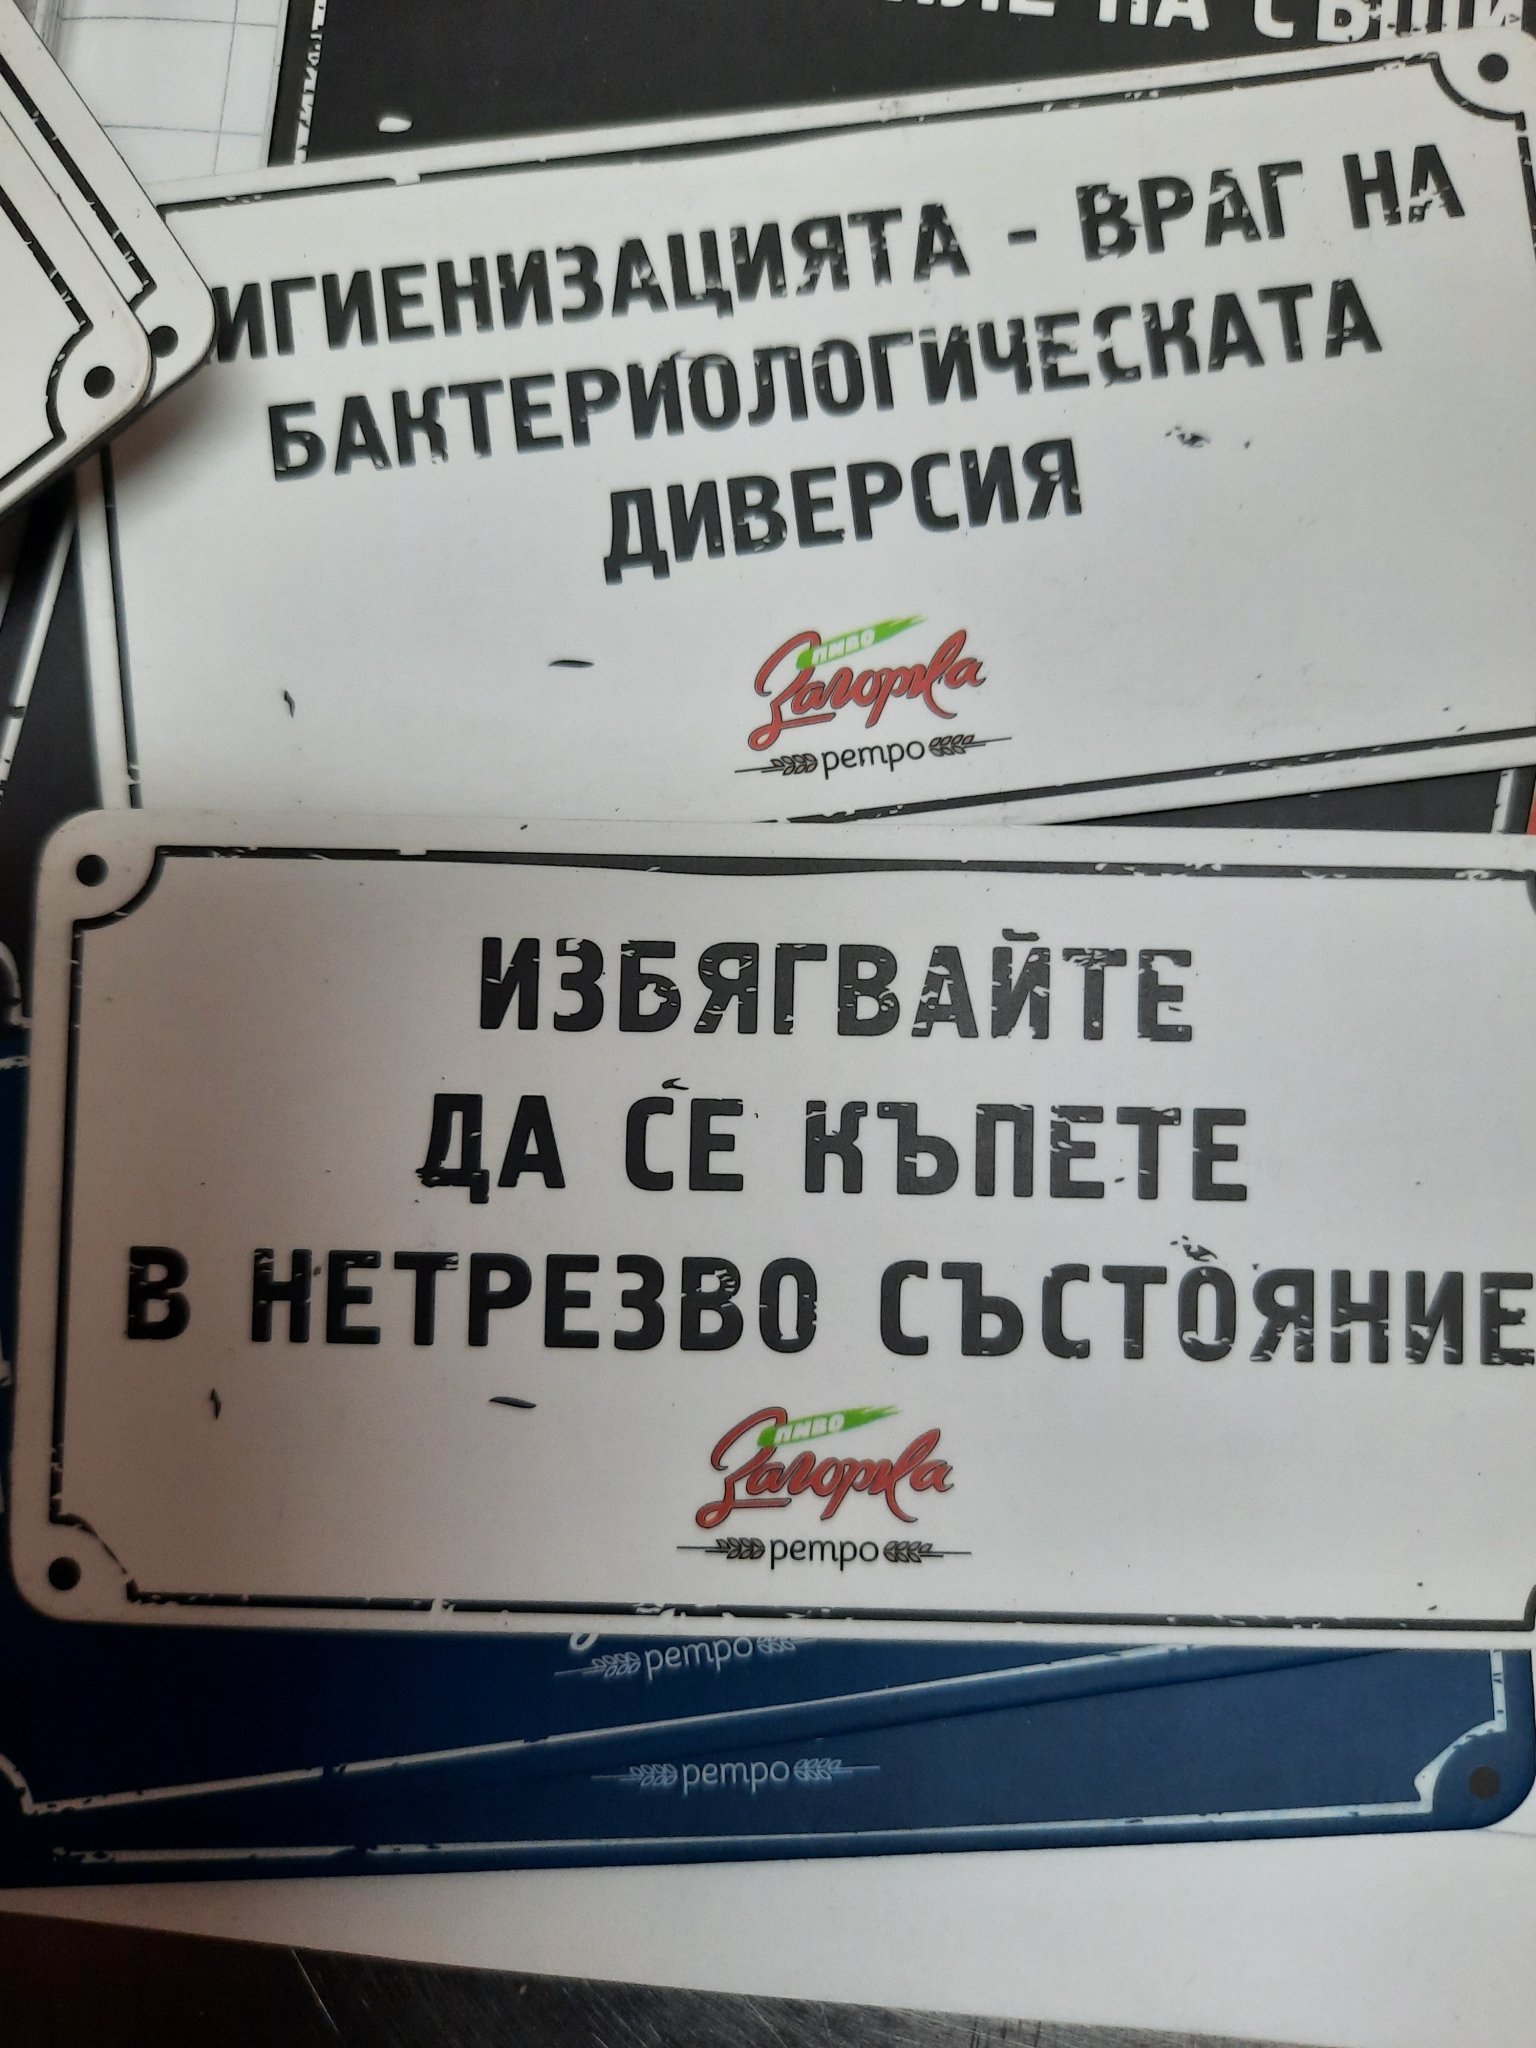 НА
ХИГИЕНИЗАЦИЯТА - ВРАГ НА
БАКТЕРИОЛОГИЧЕСКАТА
ДИВЕРСИЯ
пиво
Загорка
ретро
ИЗБЯГВАЙТЕ
ДА СЕ КЪПЕТЕ
В НЕТРЕЗВО СЪСТОЯНИЕ
пиво
Загорка
ретро
ретро
ретро